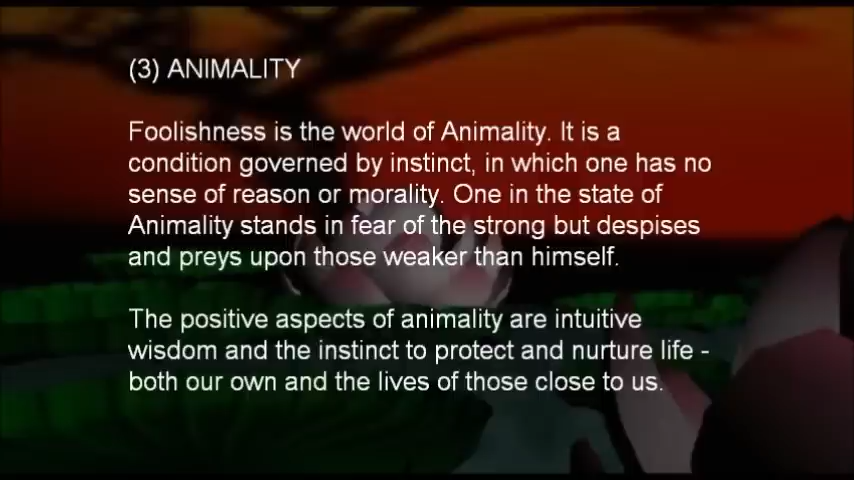 (3) ANIMALITY
Foolishness is the world of Animality. It is a
condition governed by instinct, in which one has no
sense of reason or morality. One in the state of
Animality stands in fear of the strong but despises
and preys upon those weaker than himself.
The positive aspects of animality are intuitive
wisdom and the instinct to protect and nurture life -
both our own and the lives of those close to us.